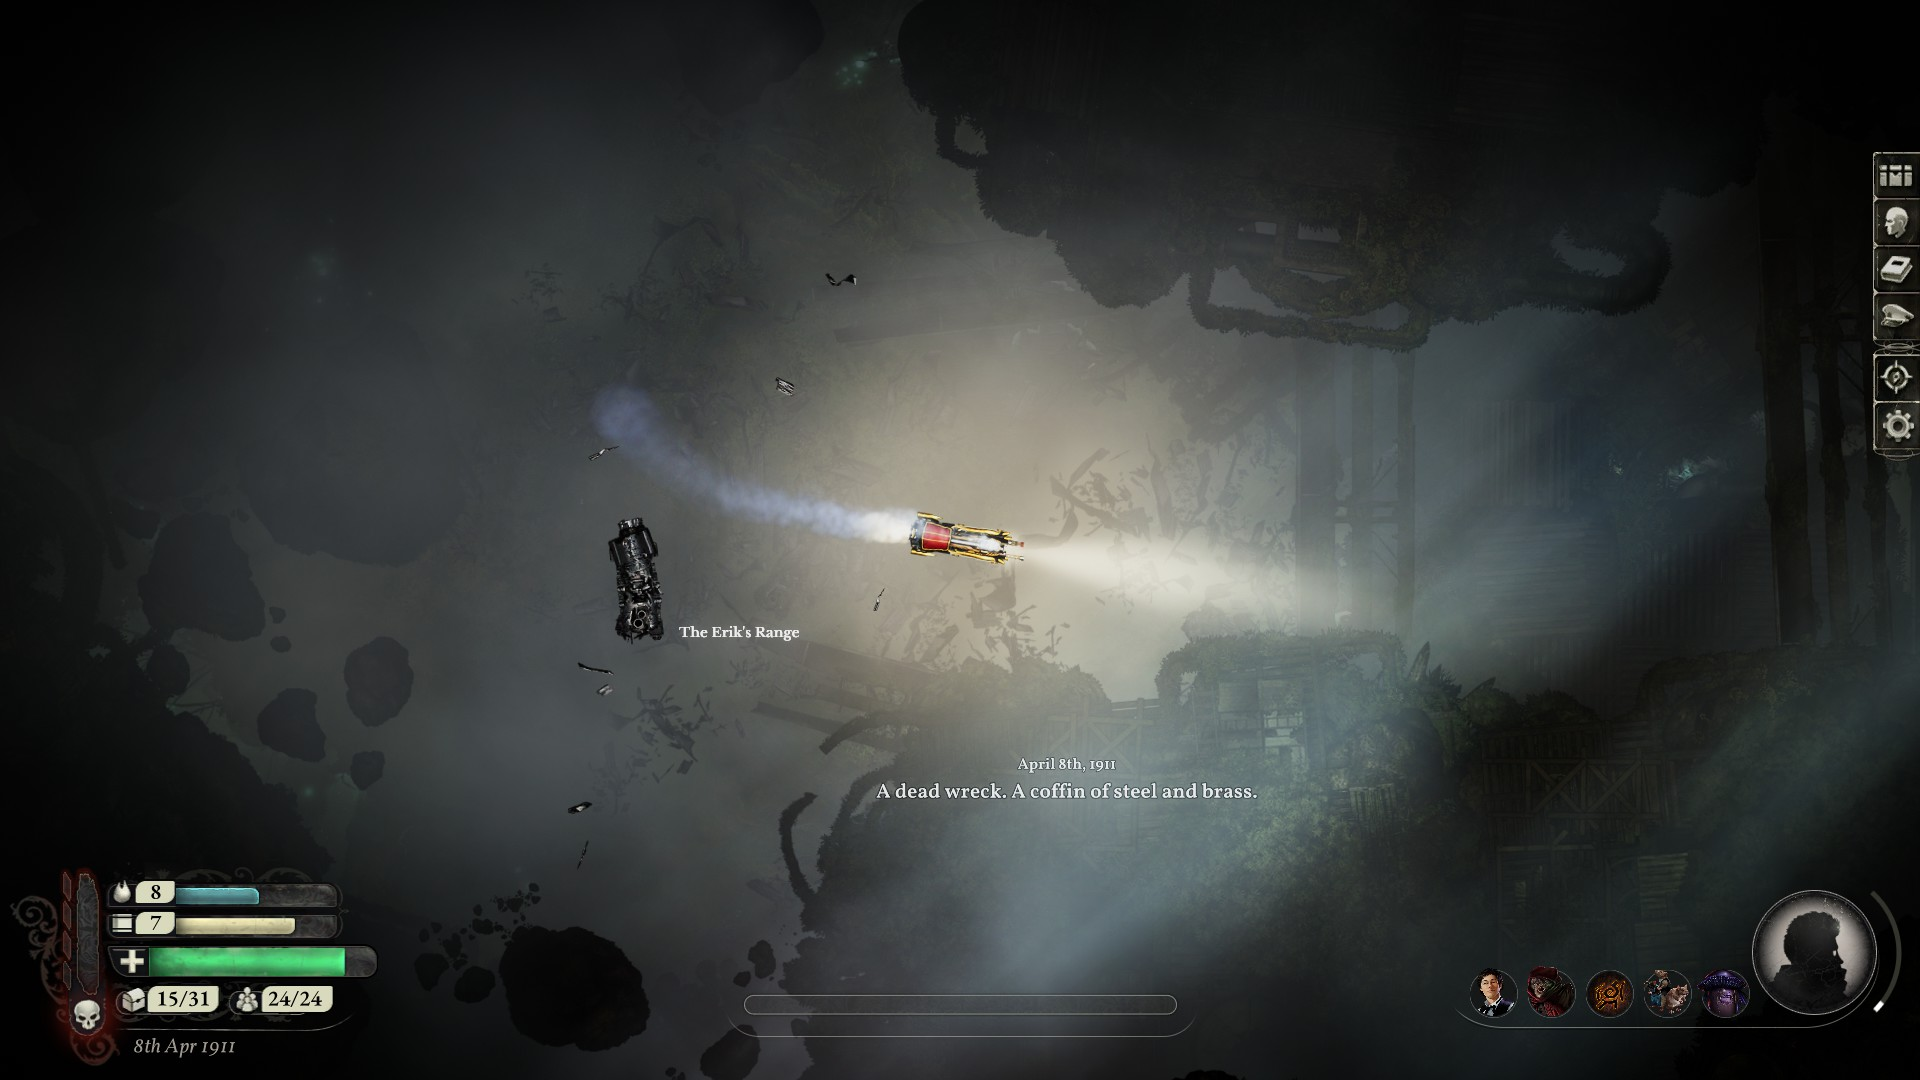 The Erik's Range
April 8th, 1911
A dead wreck. A coffin of steel and brass.
8
7
15/31
24/24
8th Apr 1911